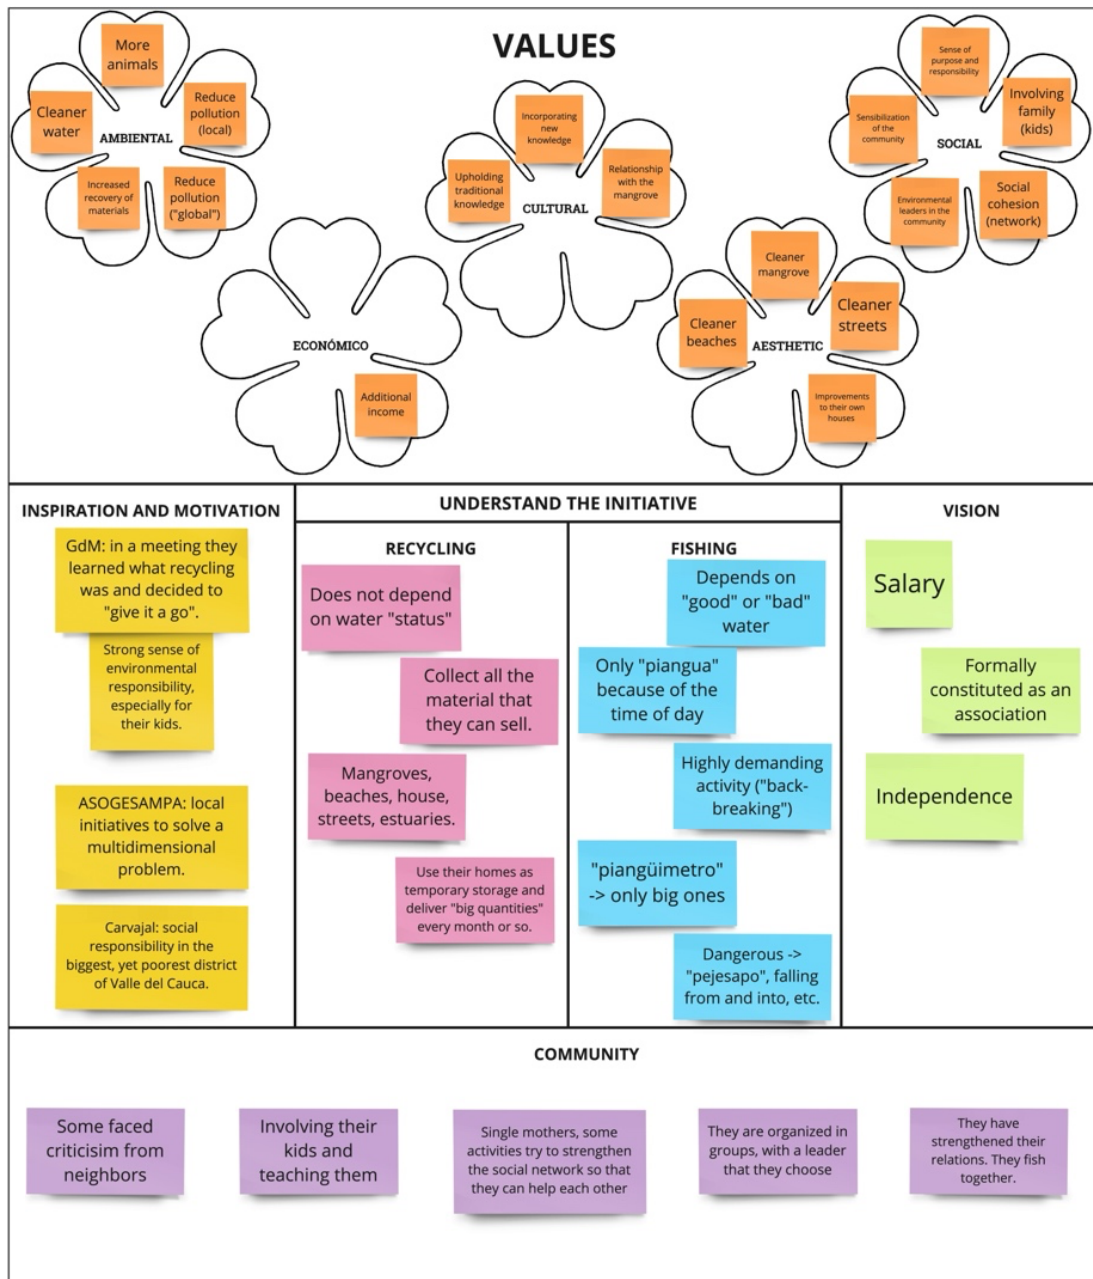 VALUES
More
animals
Cleaner
water
Reduce
pollution
(local)
AMBIENTAL
Increased
recovery of
materials
Reduce
pollution
("global")
Incorporating
new
knowledge
Upholding
traditional
knowledge
Relationship
with the
mangrove
CULTURAL
Sense of
purpose and
responsibility
Sensibilization
of the
community
Involving
family
(kids)
SOCIAL
Environmental
leaders in the
community
Social
cohesion
(network)
ECONÓMICO
Additional
income
Cleaner
mangrove
Cleaner
beaches
Cleaner
streets
AESTHETIC
Improvements
to their own
houses
INSPIRATION AND MOTIVATION
GdM: in a meeting they
learned what recycling
was and decided to
"give it a go".
Strong sense of
environmental
responsibility,
especially for
their kids.
ASOGESAMPA: local
initiatives to solve a
multidimensional
problem.
Carvajal: social
responsibility in the
biggest, yet poorest district
of Valle del Cauca.
UNDERSTAND THE INITIATIVE
RECYCLING
Does not depend
on water "status"
Collect all the
material that
they can sell.
Mangroves,
beaches, house,
streets, estuaries.
Use their homes as
temporary storage and
deliver "big quantities"
every month or so.
FISHING
Depends on
"good" or "bad"
water
Only "piangua"
because of the
time of day
Highly demanding
activity ("back-
breaking")
"piangüimetro"
-> only big ones
Dangerous ->
"pejesapo", falling
from and into, etc.
VISION
Salary
Formally
constituted as an
association
Independence
COMMUNITY
Some faced
criticisim from
neighbors
Involving their
kids and
teaching them
Single mothers, some
activities try to strengthen
the social network so that
they can help each other
They are organized in
groups, with a leader
that they choose
They have
strengthened their
relations. They fish
together.